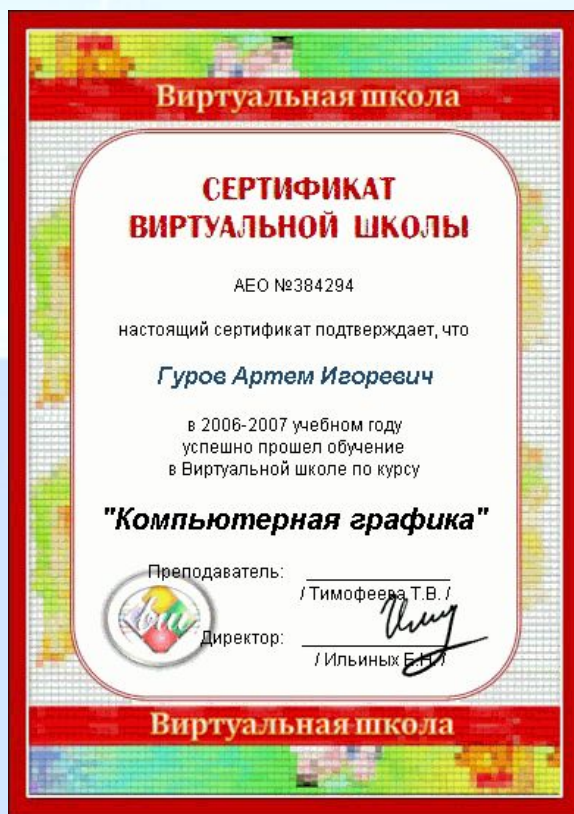 Виртуальная школа
СЕРТИФИКАТ
ВИРТУАЛЬНОЙ ШКОЛЫ
АЕО №384294
настоящий сертификат подтверждает, что
Гуров Артем Игоревич
в 2006-2007 учебном году
успешно прошел обучение
в Виртуальной школе по курсу
"Компьютерная графика"
Преподаватель:
/ Тимофеева Т.В. /
вш
Директор:
/ Ильиных Е.Н. /
Виртуальная школа